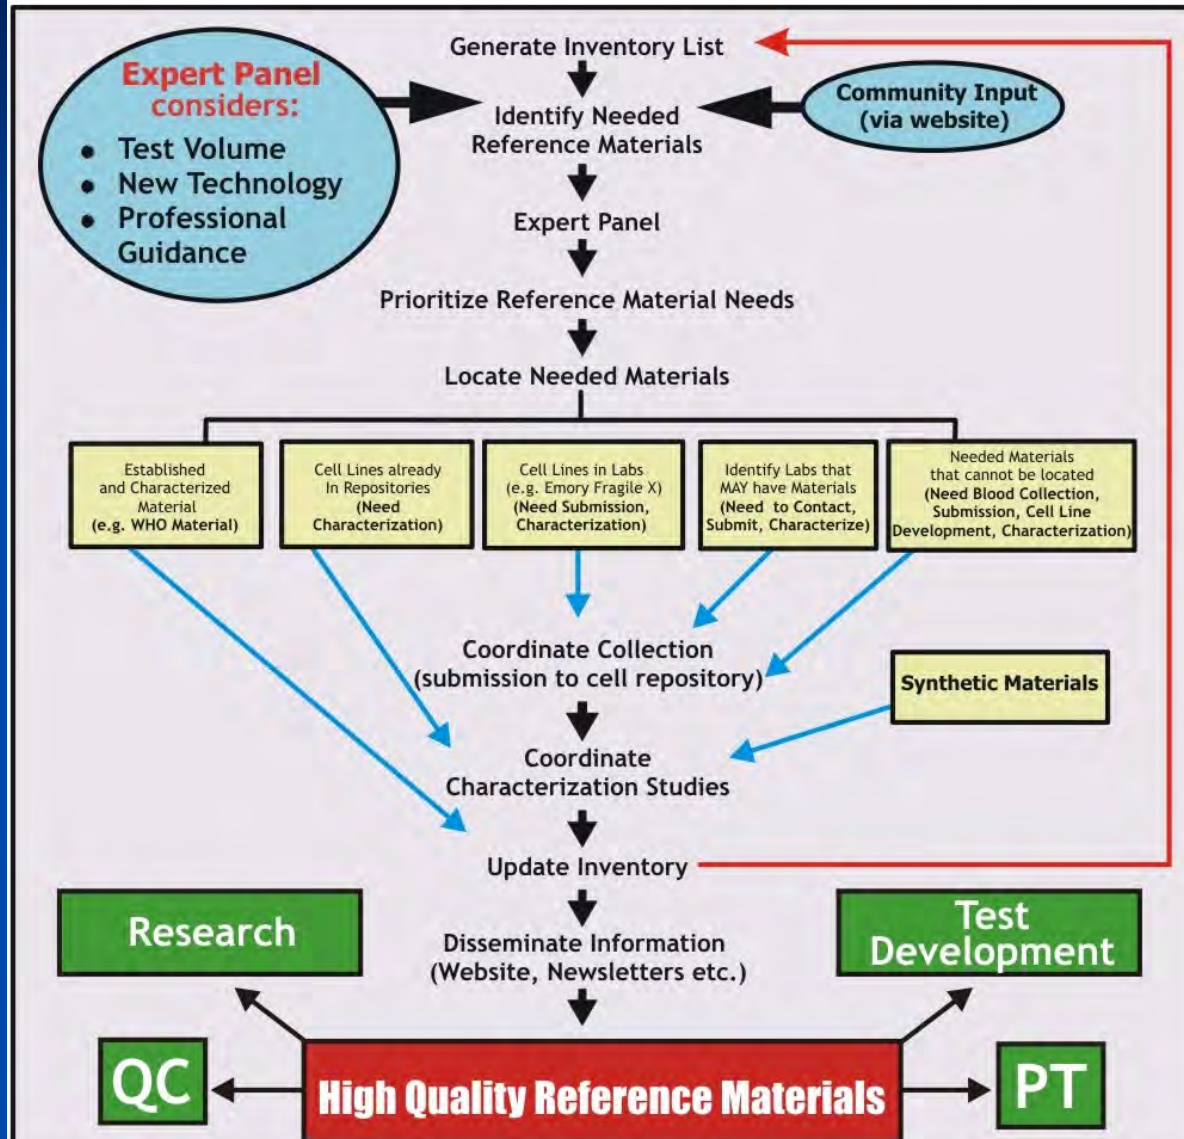 Generate Inventory List
Expert Panel
considers:
• Test Volume
• New Technology
• Professional
Guidance
Community Input
(via website)
Identify Needed
Reference Materials
Expert Panel
Prioritize Reference Material Needs
Locate Needed Materials
Established
and Characterized
Material
(e.g. WHO Material)
Cell Lines already
In Repositories
(Need
Characterization)
Cell Lines in Labs
(e.g. Emory Fragile X)
(Need Submission,
Characterization)
Identify Labs that
MAY have Materials
(Need to Contact,
Submit, Characterize)
Needed Materials
that cannot be located
(Need Blood Collection,
Submission, Cell Line
Development, Characterization)
Coordinate Collection
(submission to cell repository)
Synthetic Materials
Coordinate
Characterization Studies
Update Inventory
Research
Test
Development
Disseminate Information
(Website, Newsletters etc.)
QC
High Quality Reference Materials
PT